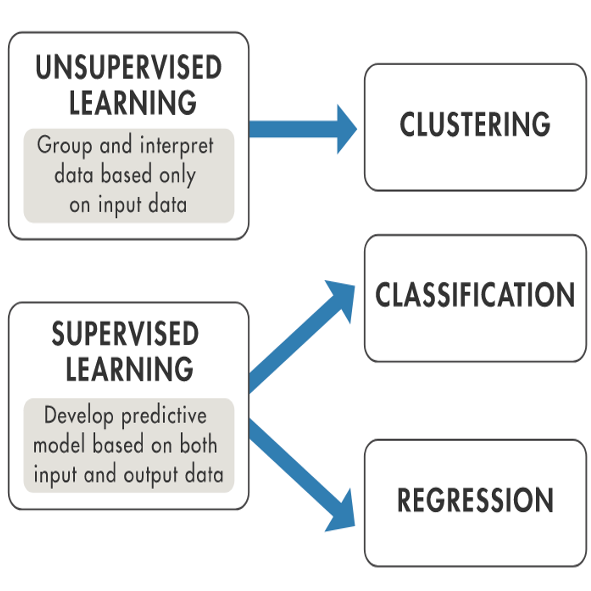 UNSUPERVISED
LEARNING
Group and interpret
data based only
on input data
CLUSTERING
SUPERVISED
LEARNING
Develop predictive
model based on both
input and output data
CLASSIFICATION
REGRESSION